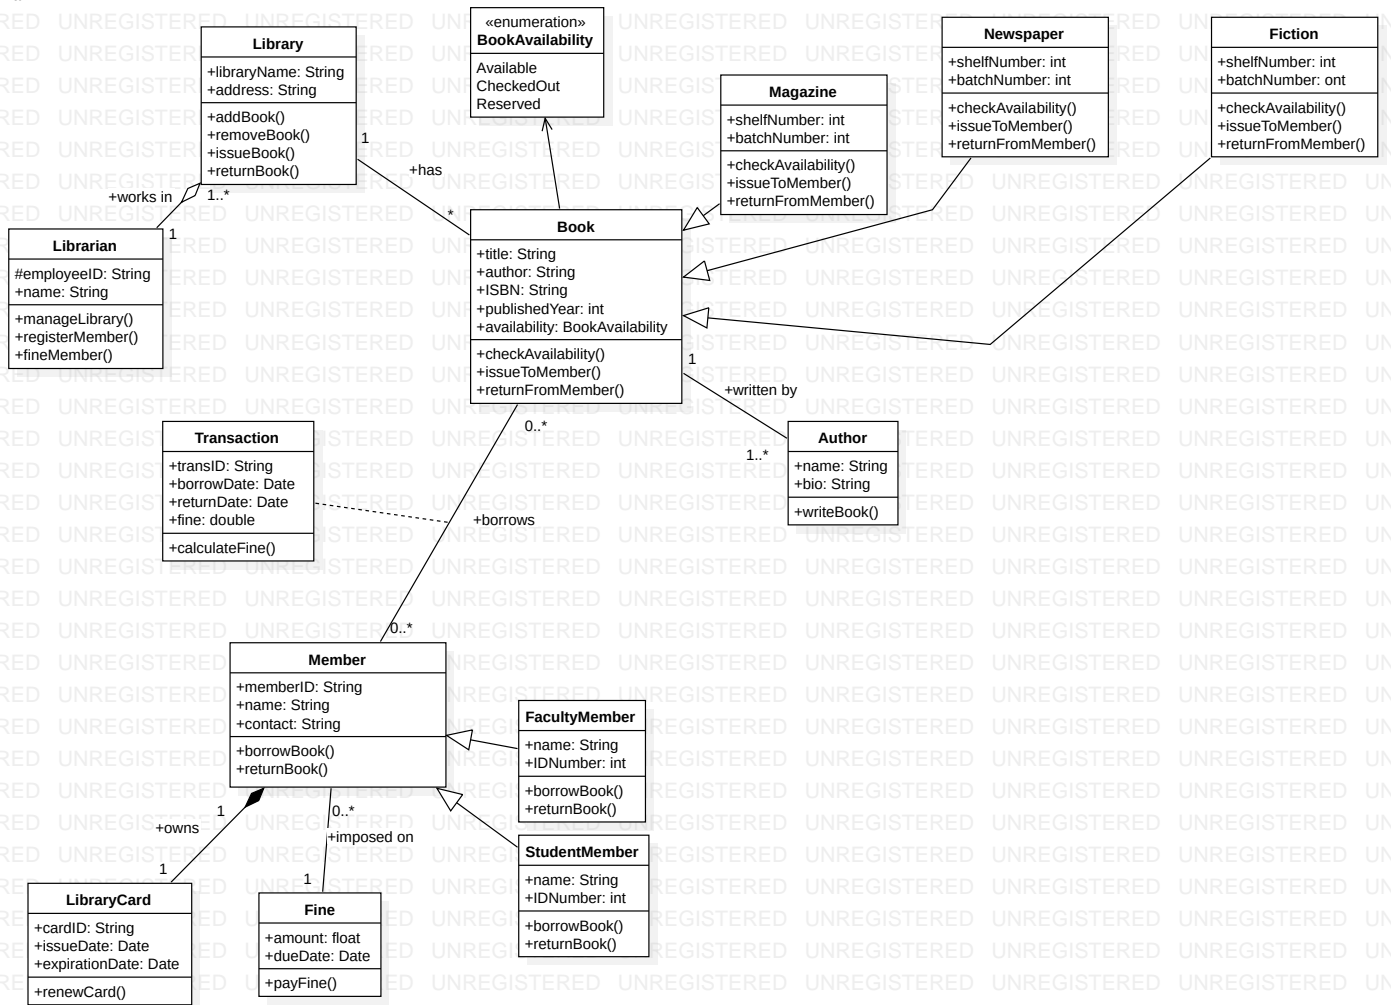 Library
+libraryName: String
+address: String
+addBook()
+removeBook()
+issueBook()
+returnBook()
«enumeration»
BookAvailability
Available
CheckedOut
Reserved
Magazine
+shelfNumber: int
+batchNumber: int
+checkAvailability()
+issueToMember()
+returnFromMember()
Newspaper
+shelfNumber: int
+batchNumber: int
+checkAvailability()
+issueToMember()
+returnFromMember()
Fiction
+shelfNumber: int
+batchNumber: ont
+checkAvailability()
+issueToMember()
+returnFromMember()
1
+has
*
+works in
1..*
1
Librarian
#employeeID: String
+name: String
+manageLibrary()
+registerMember()
+fineMember()
Book
+title: String
+author: String
+ISBN: String
+publishedYear: int
+availability: BookAvailability
+checkAvailability()
+issueToMember()
+returnFromMember()
1
+written by
1..*
Author
+name: String
+bio: String
+writeBook()
0..*
+borrows
0..*
Transaction
+transID: String
+borrowDate: Date
+returnDate: Date
+fine: double
+calculateFine()
Member
+memberID: String
+name: String
+contact: String
+borrowBook()
+returnBook()
FacultyMember
+name: String
+IDNumber: int
+borrowBook()
+returnBook()
StudentMember
+name: String
+IDNumber: int
+borrowBook()
+returnBook()
1
+owns
1
0..*
+imposed on
1
LibraryCard
+cardID: String
+issueDate: Date
+expirationDate: Date
+renewCard()
Fine
+amount: float
+dueDate: Date
+payFine()
UNREGISTERED